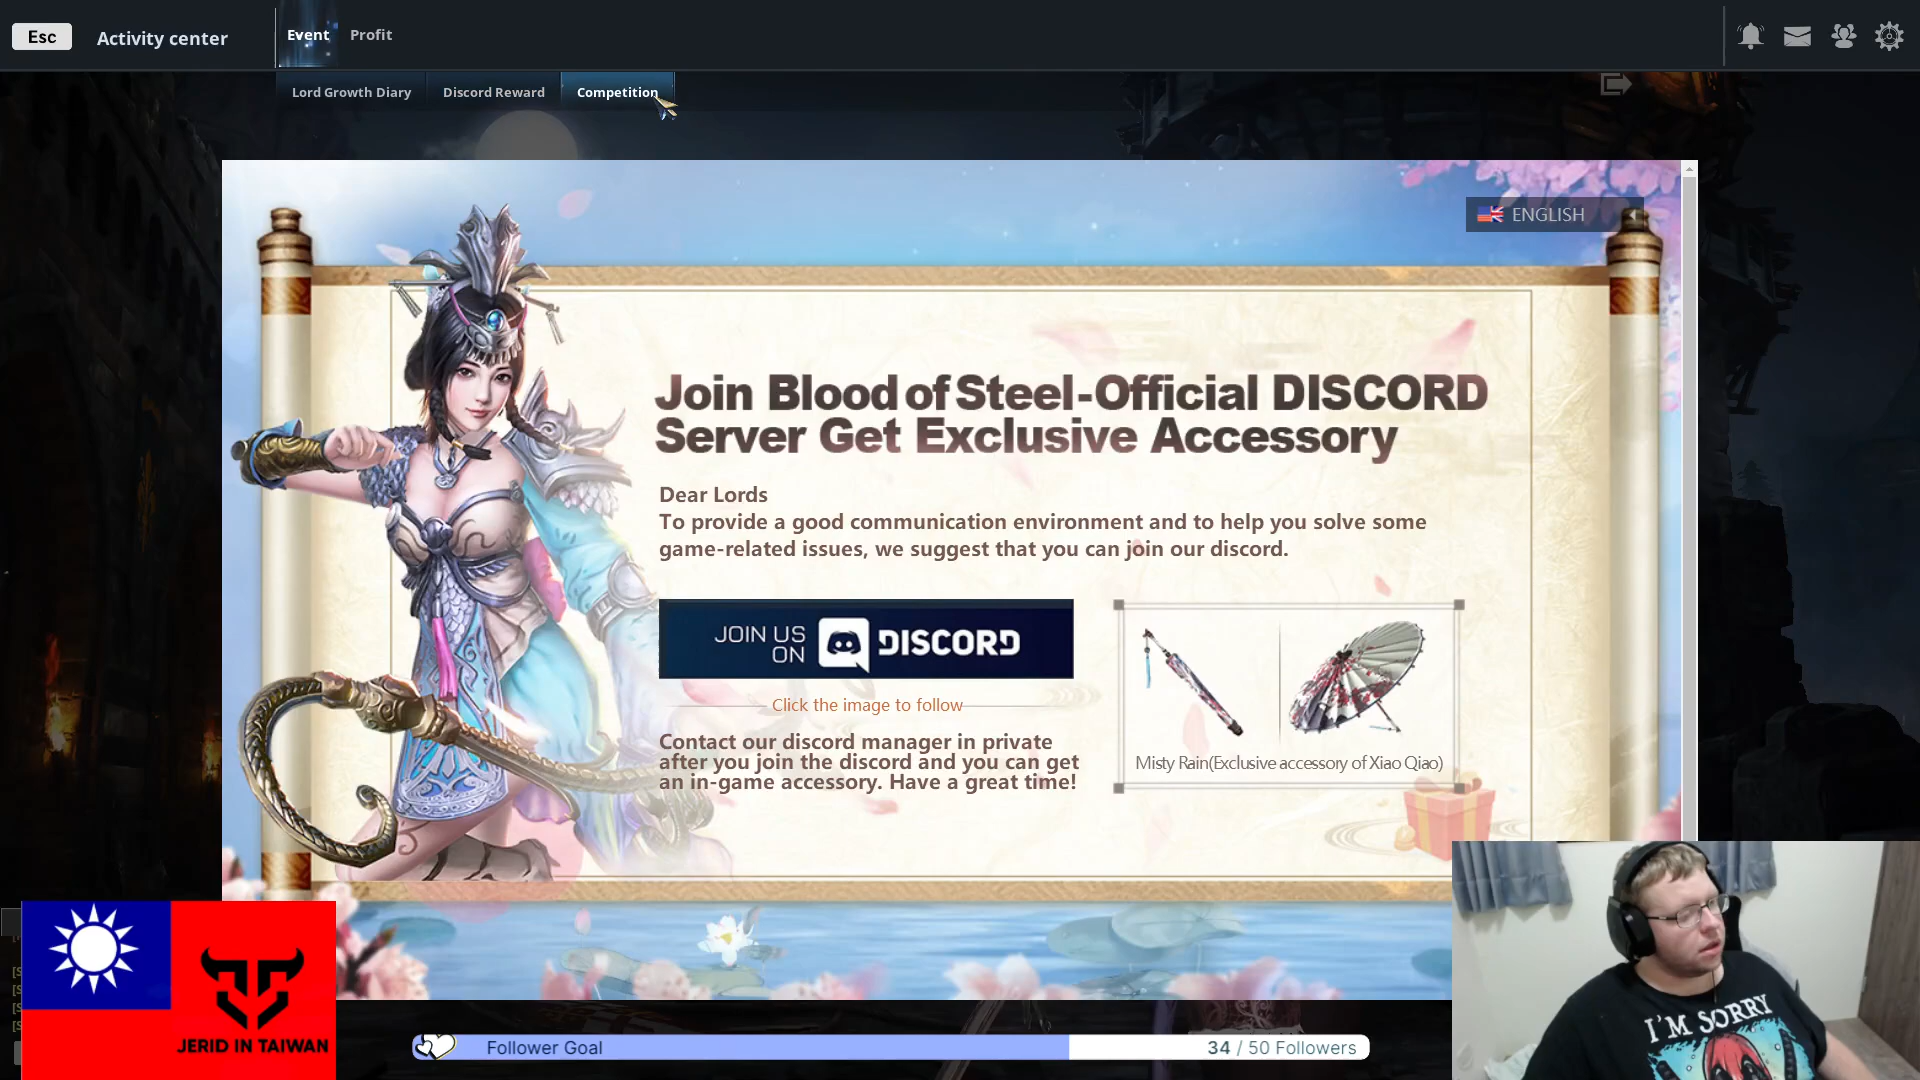 Esc
Activity center
Event
Profit
Lord Growth Diary
Discord Reward
Competition
ENGLISH
Join Blood of Steel-Official DISCORD
Server Get Exclusive Accessory
Dear Lords
To provide a good communication environment and to help you solve some
game-related issues, we suggest that you can join our discord.
JOIN US
ON
DISCORD
Click the image to follow
Contact our discord manager in private
after you join the discord and you can get
an in-game accessory. Have a great time!
Misty Rain(Exclusive accessory of Xiao Qiao)
JERID IN TAIWAN
Follower Goal
34 / 50 Followers
I'M SORRY